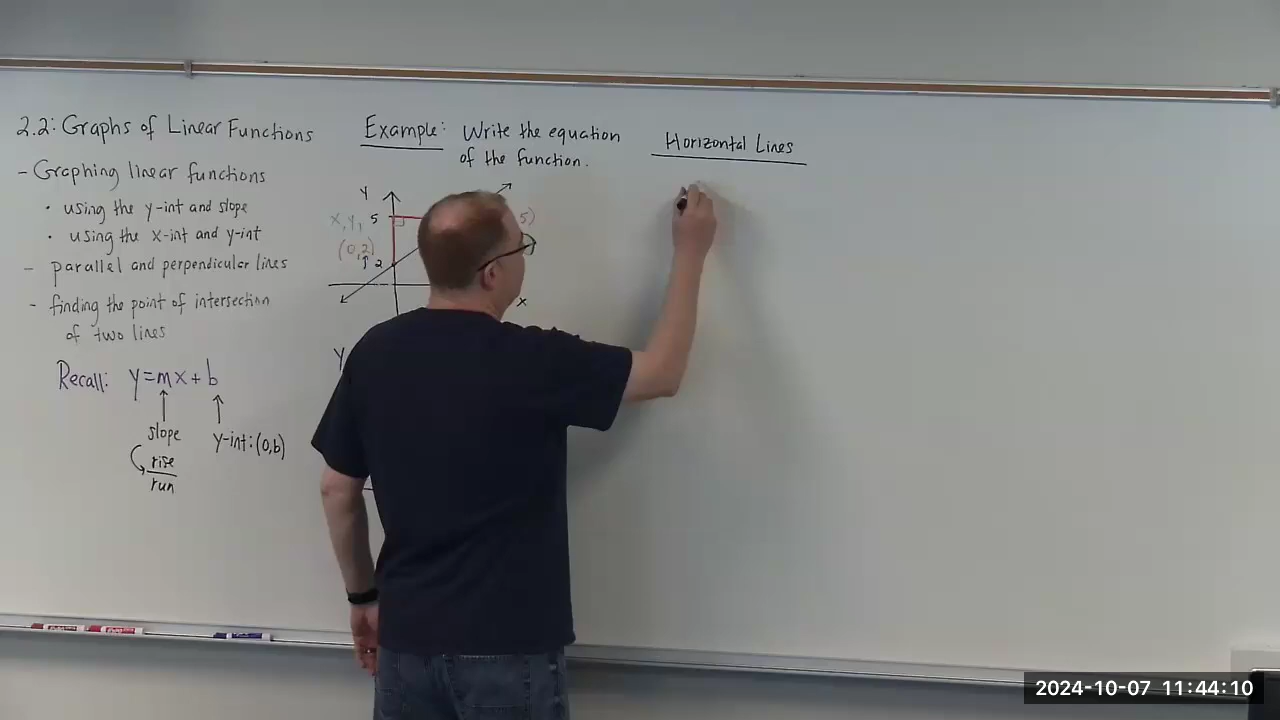 2.2: Graphs of Linear Functions
- Graphing linear functions
• using the y-int and slope
• using the x-int and y-int
- parallel and perpendicular lines
- finding the point of intersection
of two lines
Recall: y=mx+b
slope
y-int:(0,b)
rise
run
Example: Write the equation
of the function.
Y
x, y, 5
5)
(0,2)
2
x
Y
Horizontal Lines
2024-10-07 11:44:10